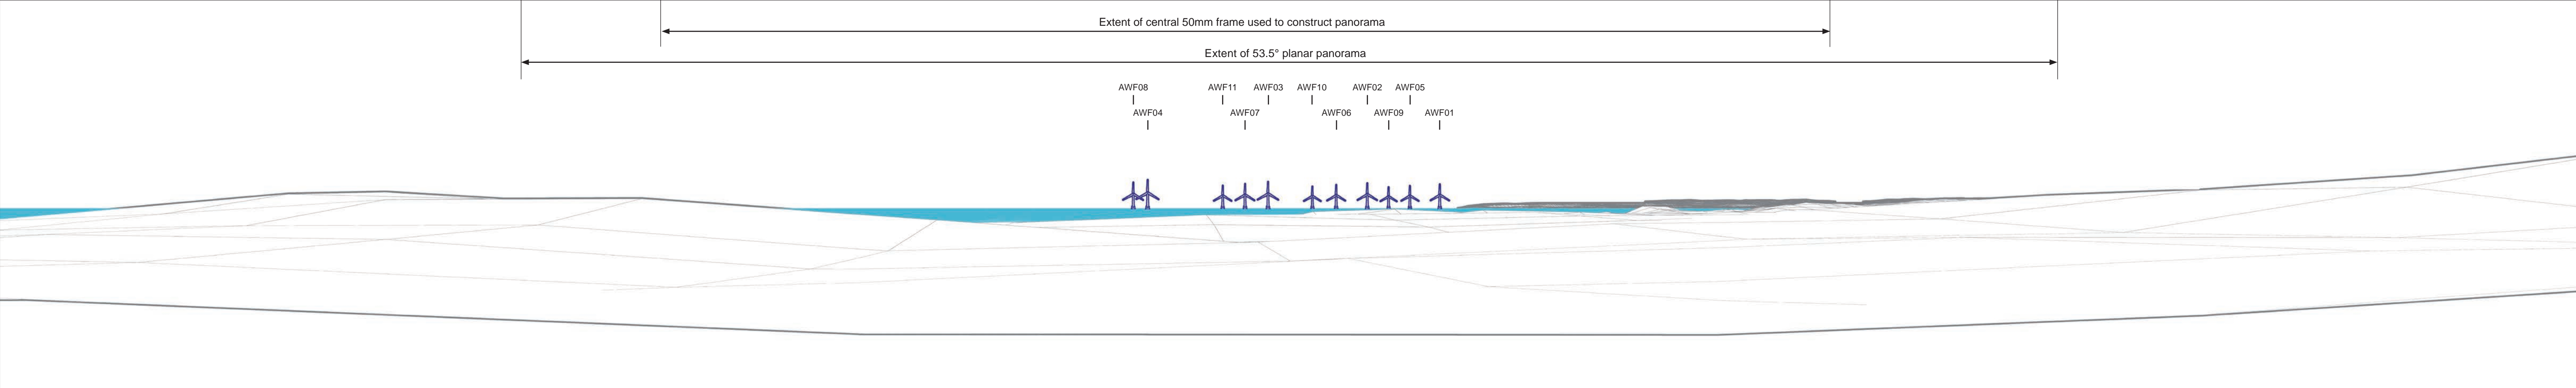 Extent of central 50mm frame used to construct panorama
Extent of 53.5° planar panorama
AWF08 AWF11 AWF03 AWF10 AWF02 AWF05
AWF04 AWF07 AWF06 AWF09 AWF01